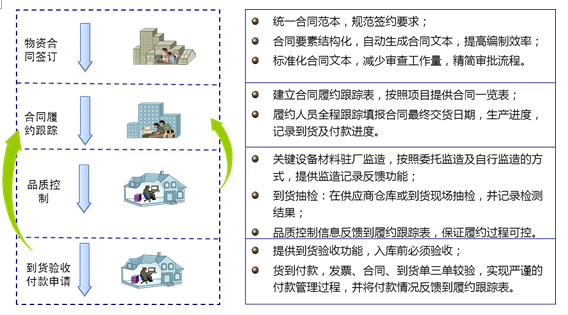 物资合
同签订
统一合同范本，规范签约要求；
合同要素结构化，自动生成合同文本，提高编制效率；
标准化合同文本，减少审查工作量，精简审批流程。
合同履
约跟踪
建立合同履约跟踪表，按照项目提供合同一览表；
履约人员全程跟踪填报合同最终交货日期，生产进度，
记录到货及付款进度。
品质控
制
关键设备材料驻厂监造，按照委托监造及自行监造的方
式，提供监造记录反馈功能；
到货抽检：在供应商仓库或到货现场抽检，并记录检测
结果；
品质控制信息反馈到履约跟踪表，保证履约过程可控。
到货验收
付款申请
提供到货验收功能，入库前必须验收；
货到付款，发票、合同、到货单三单较验，实现严谨的
付款管理过程，并将付款情况反馈到履约跟踪表。